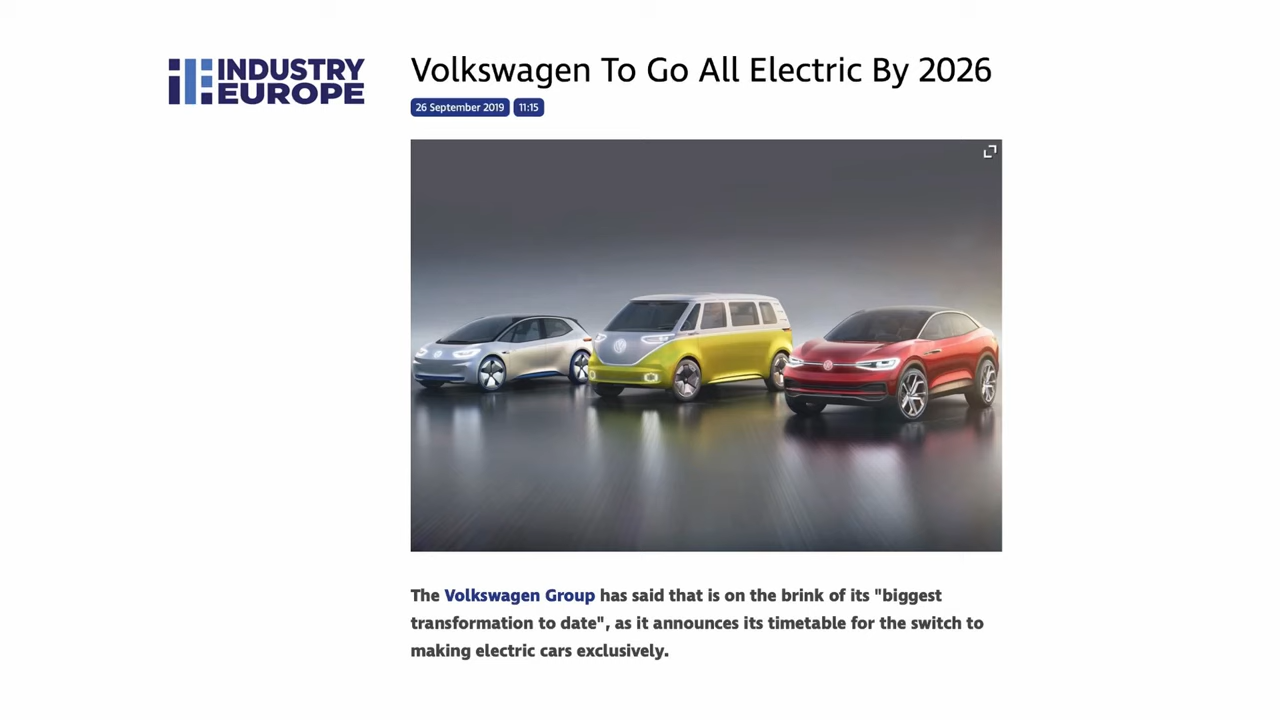 INDUSTRY
EUROPE
Volkswagen To Go All Electric By 2026
26 September 2019 11:15
The Volkswagen Group has said that is on the brink of its "biggest
transformation to date", as it announces its timetable for the switch to
making electric cars exclusively.